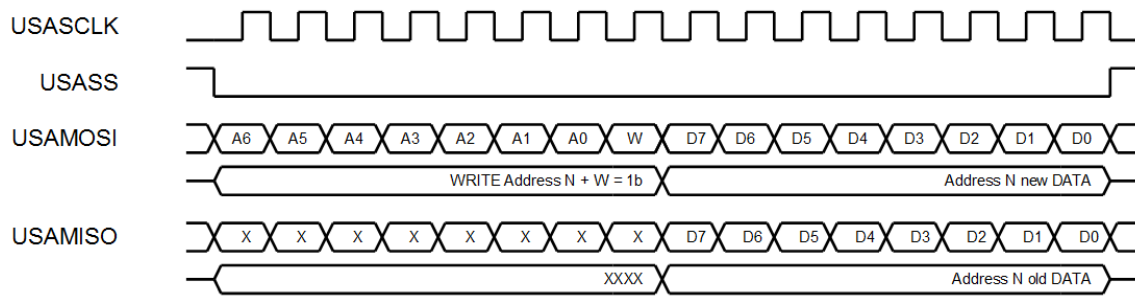 USASCLK
USASS
USAMOSI A6 A5 A4 A3 A2 A1 A0 W D7 D6 D5 D4 D3 D2 D1 D0
WRITE Address N + W = 1b Address N new DATA
USAMISO X X X X X X X X D7 D6 D5 D4 D3 D2 D1 D0
XXXX Address N old DATA